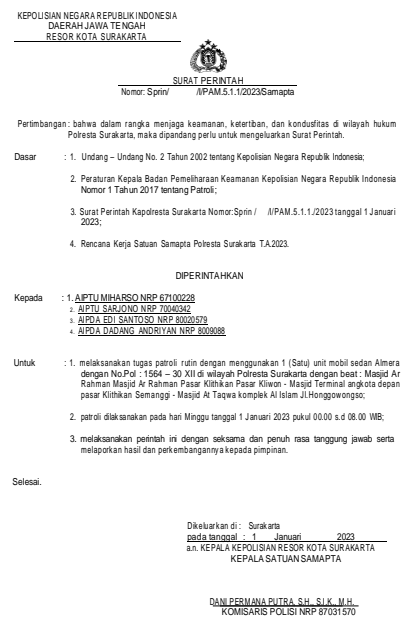 KEPOLISIAN NEGARA REPUBLIK INDONESIA
DAERAH JAWA TENGAH
RESOR KOTA SURAKARTA
SURAT PERINTAH
Nomor: Sprin/ /I/PAM.5.1.1/2023/Samapta
Pertimbangan : bahwa dalam rangka menjaga keamanan, ketertiban, dan kondusfitas di wilayah hukum
Polresta Surakarta, maka dipandang perlu untuk mengeluarkan Surat Perintah.
Dasar : 1. Undang – Undang No. 2 Tahun 2002 tentang Kepolisian Negara Republik Indonesia;
2. Peraturan Kepala Badan Pemeliharaan Keamanan Kepolisian Negara Republik Indonesia
Nomor 1 Tahun 2017 tentang Patroli;
3. Surat Perintah Kapolresta Surakarta Nomor:Sprin / /I/PAM.5.1.1./2023 tanggal 1 Januari
2023;
4. Rencana Kerja Satuan Samapta Polresta Surakarta T.A.2023.
DIPERINTAHKAN
Kepada : 1. AIPTU MIHARSO NRP 67100228
2. AIPTU SARJONO NRP 70040342
3. AIPDA EDI SANTOSO NRP 80020579
4. AIPDA DADANG ANDRIYAN NRP 8009088
Untuk : 1. melaksanakan tugas patroli rutin dengan menggunakan 1 (Satu) unit mobil sedan Almera
dengan No.Pol : 1564 – 30 XII di wilayah Polresta Surakarta dengan beat : Masjid Ar
Rahman Masjid Ar Rahman Pasar Klithikan Pasar Kliwon - Masjid Terminal angkota depan
pasar Klithikan Semanggi - Masjid At Taqwa komplek Al Islam Jl.Honggowongso;
2. patroli dilaksanakan pada hari Minggu tanggal 1 Januari 2023 pukul 00.00 s.d 08.00 WIB;
3. melaksanakan perintah ini dengan seksama dan penuh rasa tanggung jawab serta
melaporkan hasil dan perkembangannya kepada pimpinan.
Selesai.
Dikeluarkan di : Surakarta
pada tanggal : 1 Januari 2023
a.n. KEPALA KEPOLISIAN RESOR KOTA SURAKARTA
KEPALA SATUAN SAMAPTA
DANI PERMANA PUTRA, S.H., S.I.K., M.H.
KOMISARIS POLISI NRP 87031570